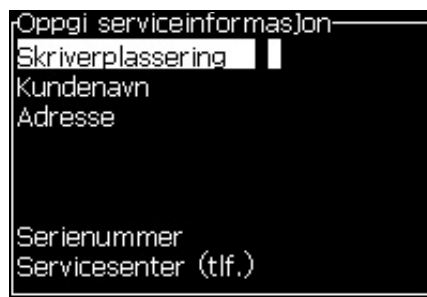 Oppgi serviceinformasjon
Skriverplassering
Kundenavn
Adresse
Serienummer
Servicesenter (tlf.)